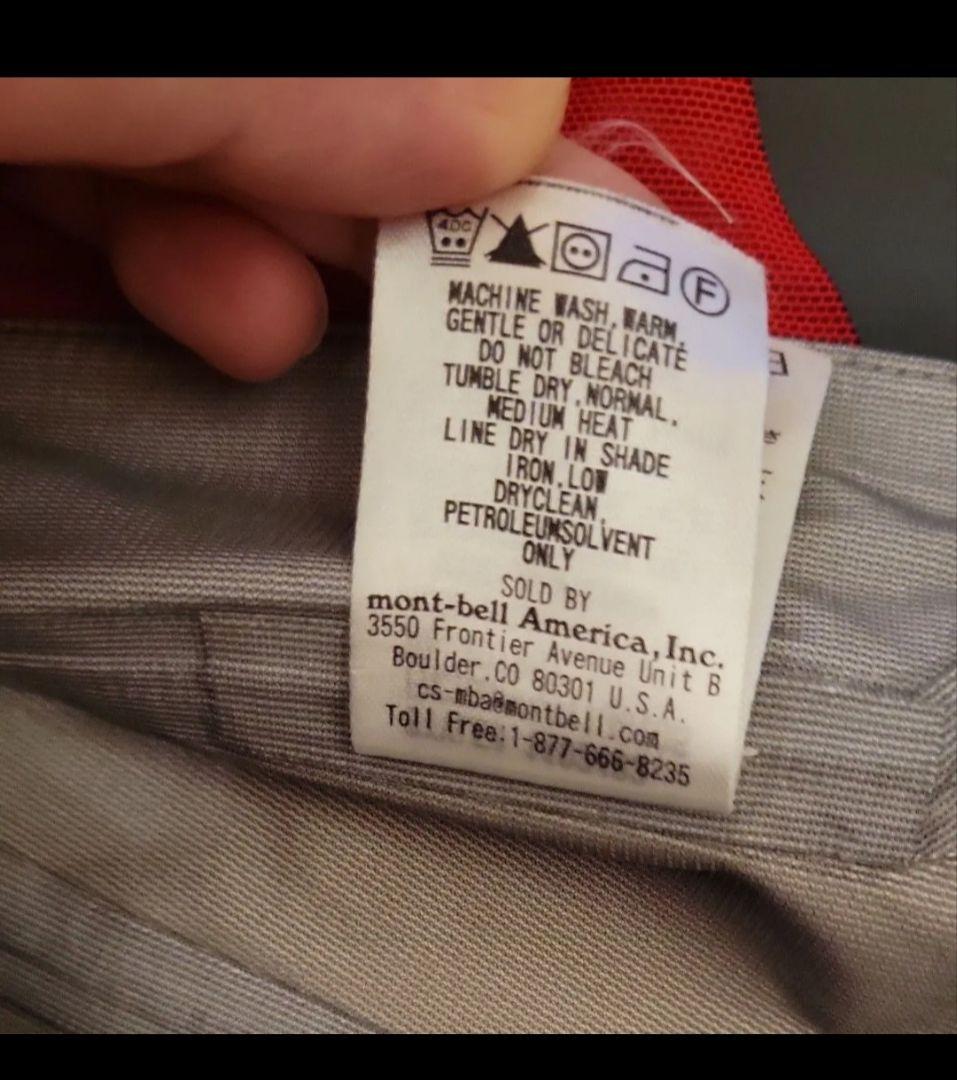 40C
F
MACHINE WASH,WARM,
GENTLE OR DELICATE
DO NOT BLEACH
TUMBLE DRY,NORMAL,
MEDIUM HEAT
LINE DRY IN SHADE
IRON,LOW
DRYCLEAN,
PETROLEUMSOLVENT
ONLY
SOLD BY
mont-bell America,Inc.
3550 Frontier Avenue Unit B
Boulder.CO 80301 U.S.A.
cs-mba@montbell.com
Toll Free:1-877-666-8235